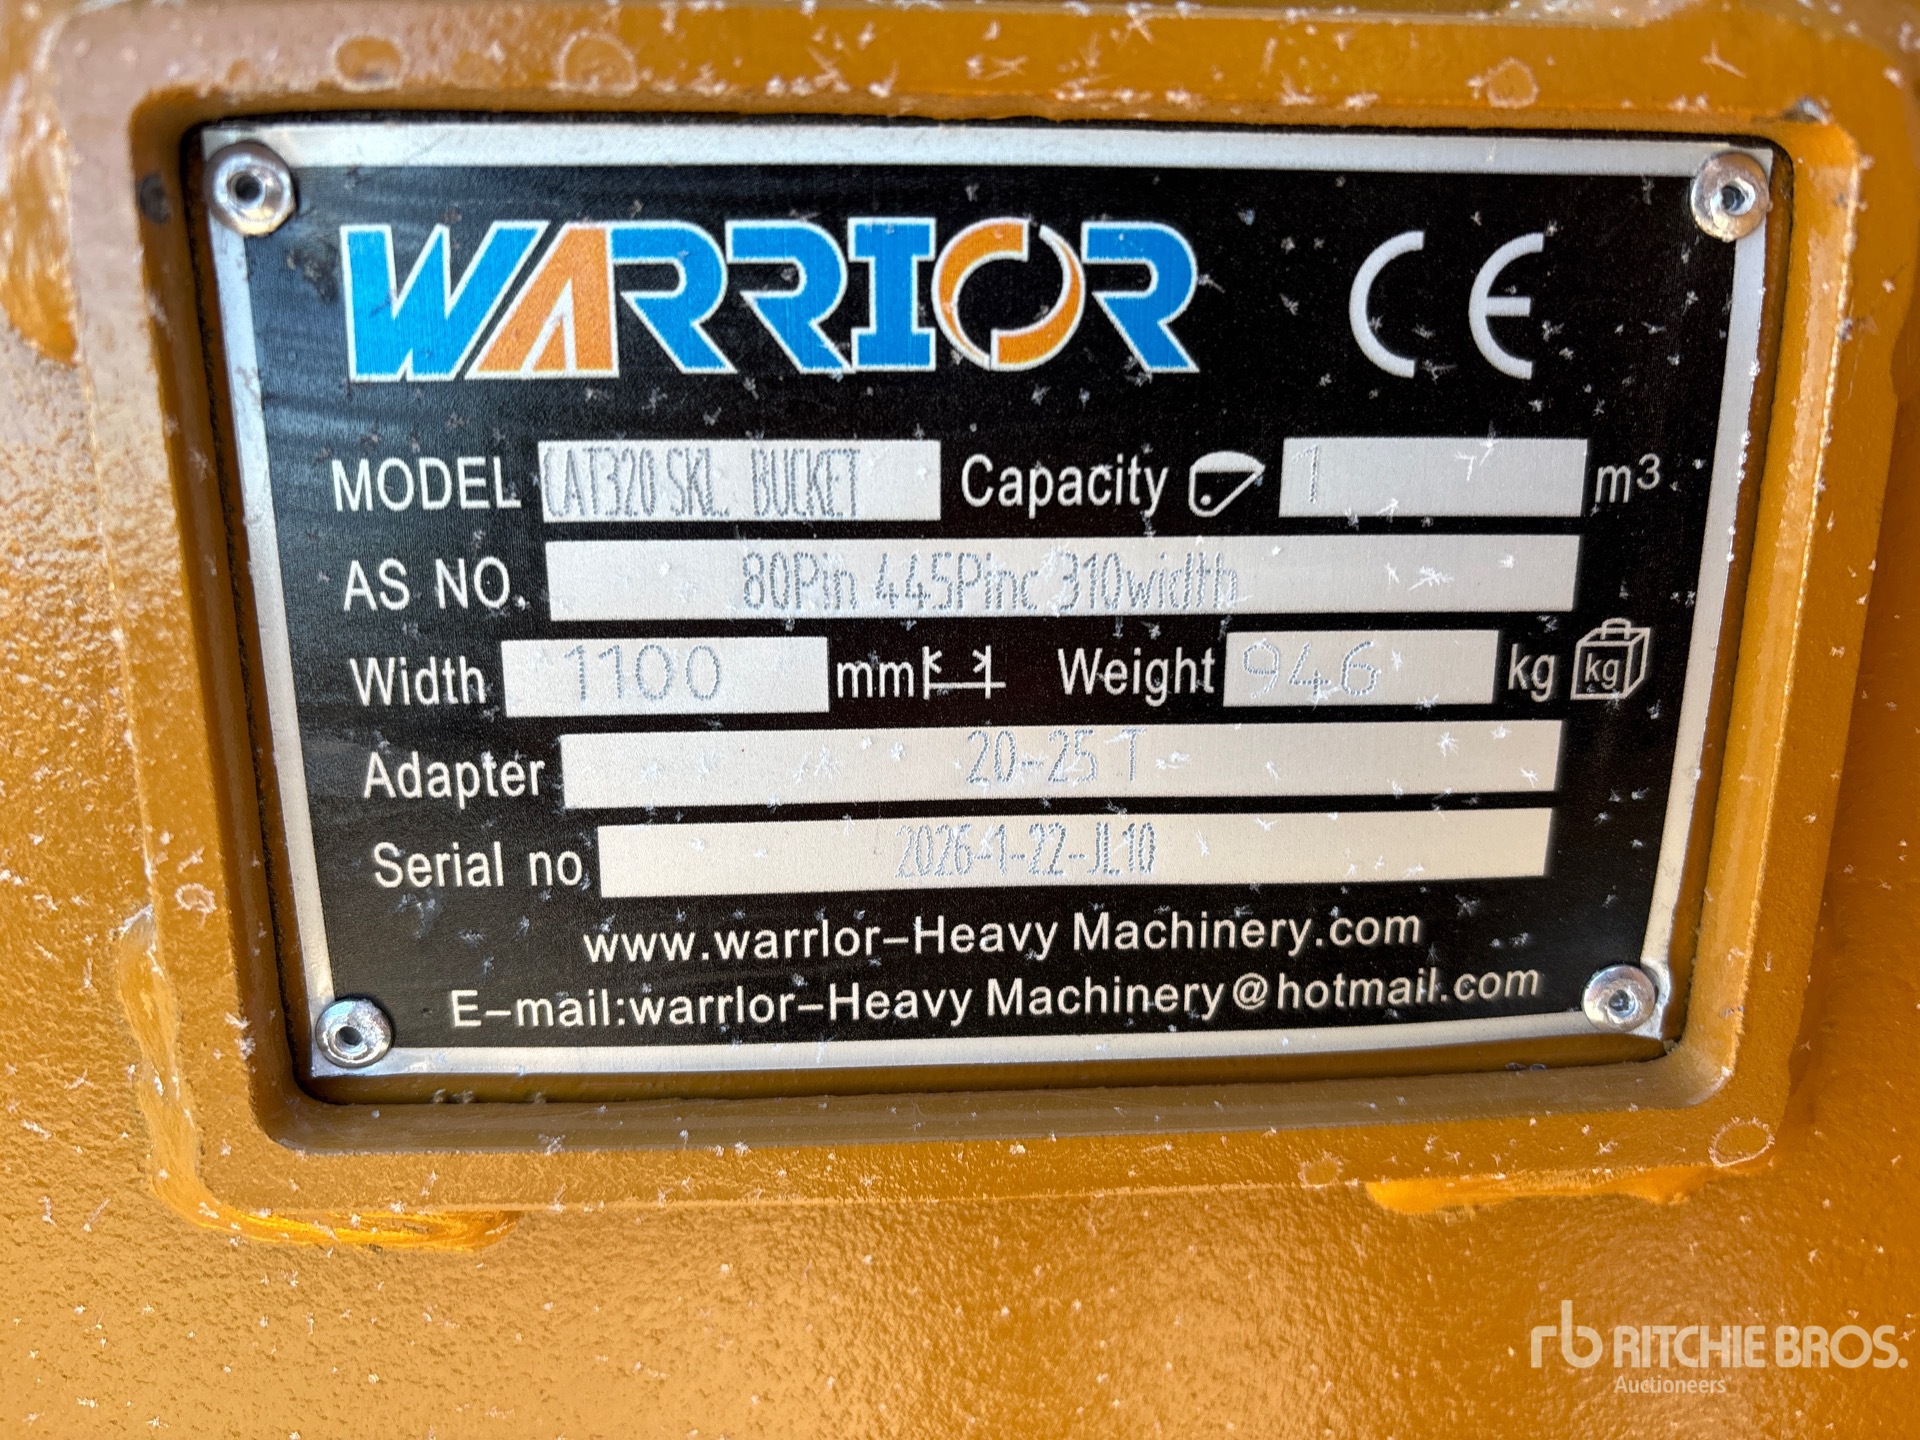 WARRIOR CE
MODEL CAT320 SKL. BUCKET Capacity 1 m³
AS NO. 80Pin 445Pinc 310width
Width 1100 mm Weight 946 kg kg
Adapter 20-25 T
Serial no 2026-1-22-JL10
www.warrlor-Heavy Machinery.com
E-mail:warrlor-Heavy Machinery@hotmail.com
rb RITCHIE BROS.
Auctioneers